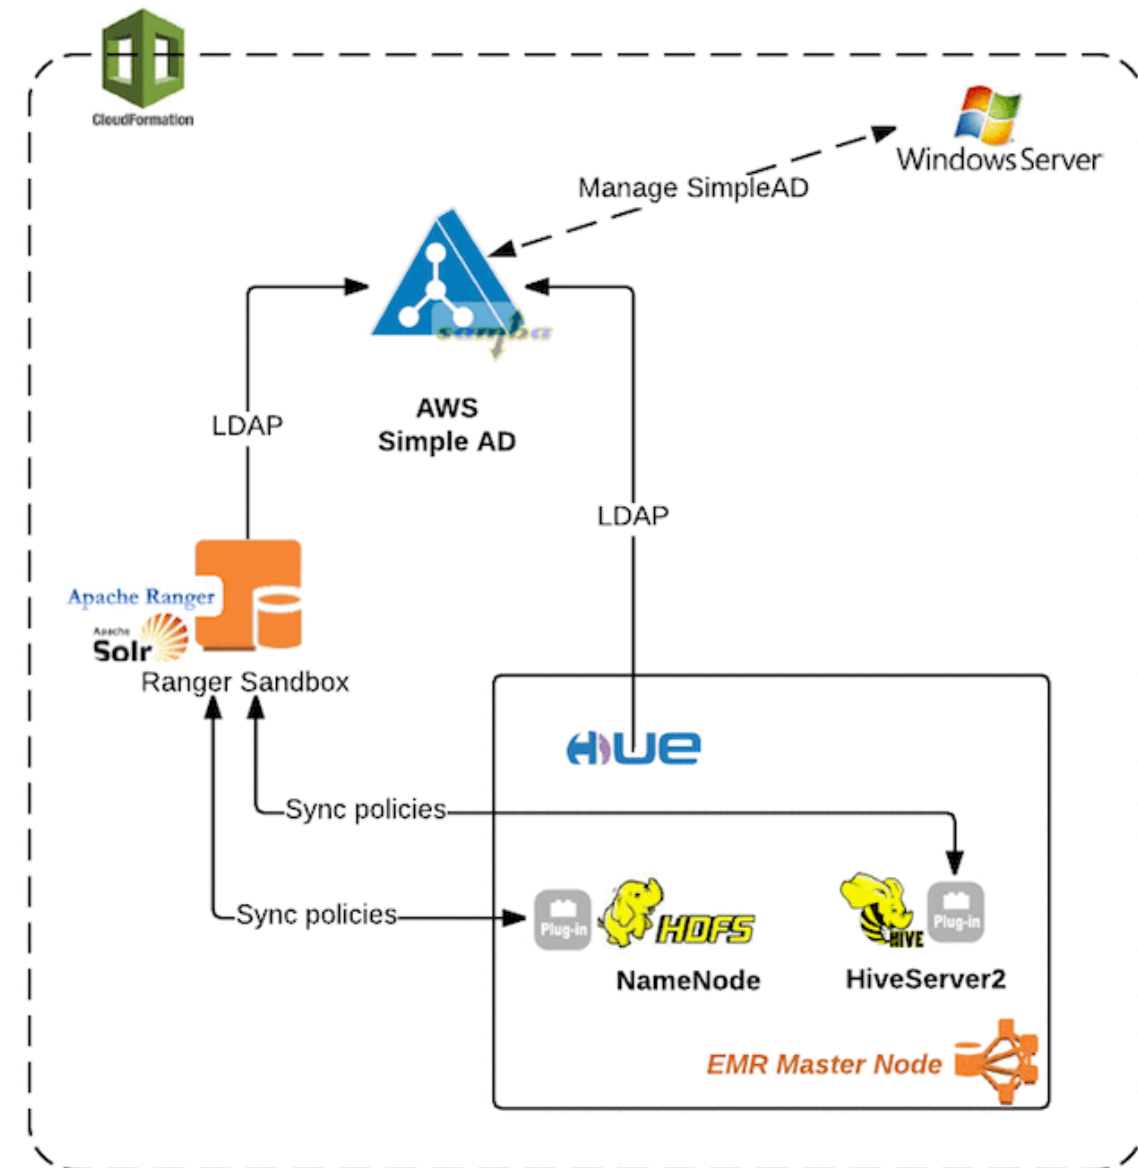 CloudFormation
Windows Server
Manage SimpleAD
samba
AWS
Simple AD
LDAP
LDAP
Apache Ranger
Apache
Solr
Ranger Sandbox
HUE
Sync policies
Sync policies
Plug-in
HDFS
HIVE
Plug-in
NameNode
HiveServer2
EMR Master Node